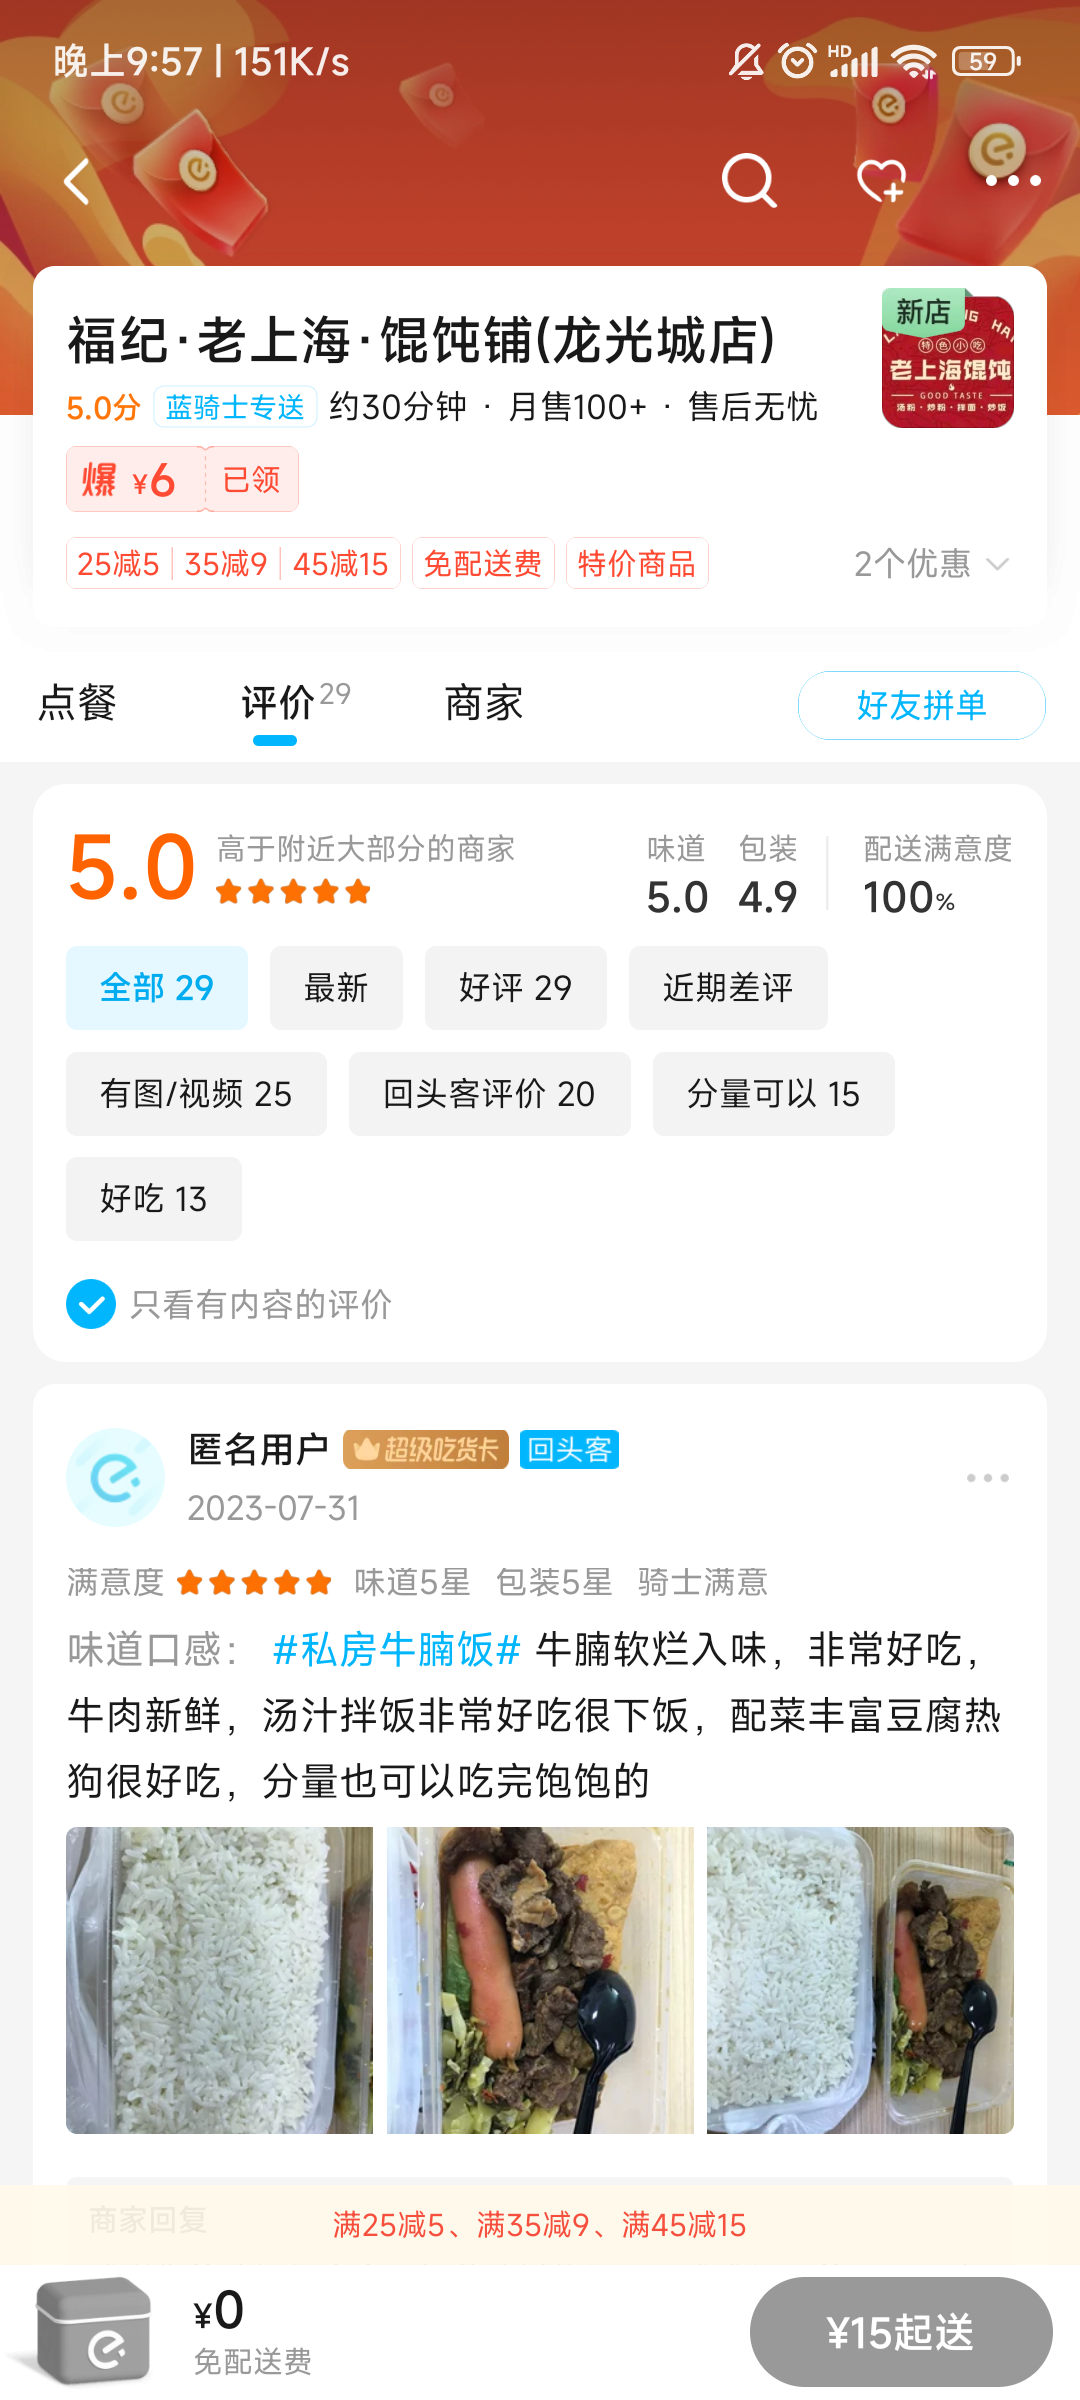 晚上9:57 | 151K/s
HD
59
福纪·老上海·馄饨铺(龙光城店)
新店
特色小吃
老上海馄饨
GOOD TASTE
汤粉·炒粉·拌面·炒饭
5.0分 蓝骑士专送 约30分钟 · 月售100+ · 售后无忧
爆 ¥6 已领
25减5 35减9 45减15 免配送费 特价商品 2个优惠
点餐 评价29 商家 好友拼单
5.0 高于附近大部分的商家
味道 包装 配送满意度
5.0 4.9 100%
全部 29 最新 好评 29 近期差评
有图/视频 25 回头客评价 20 分量可以 15
好吃 13
只看有内容的评价
匿名用户 超级吃货卡 回头客
2023-07-31
满意度 味道5星 包装5星 骑士满意
味道口感： #私房牛腩饭# 牛腩软烂入味，非常好吃，
牛肉新鲜，汤汁拌饭非常好吃很下饭，配菜丰富豆腐热
狗很好吃，分量也可以吃完饱饱的
商家回复
满25减5、满35减9、满45减15
¥0
免配送费
¥15起送